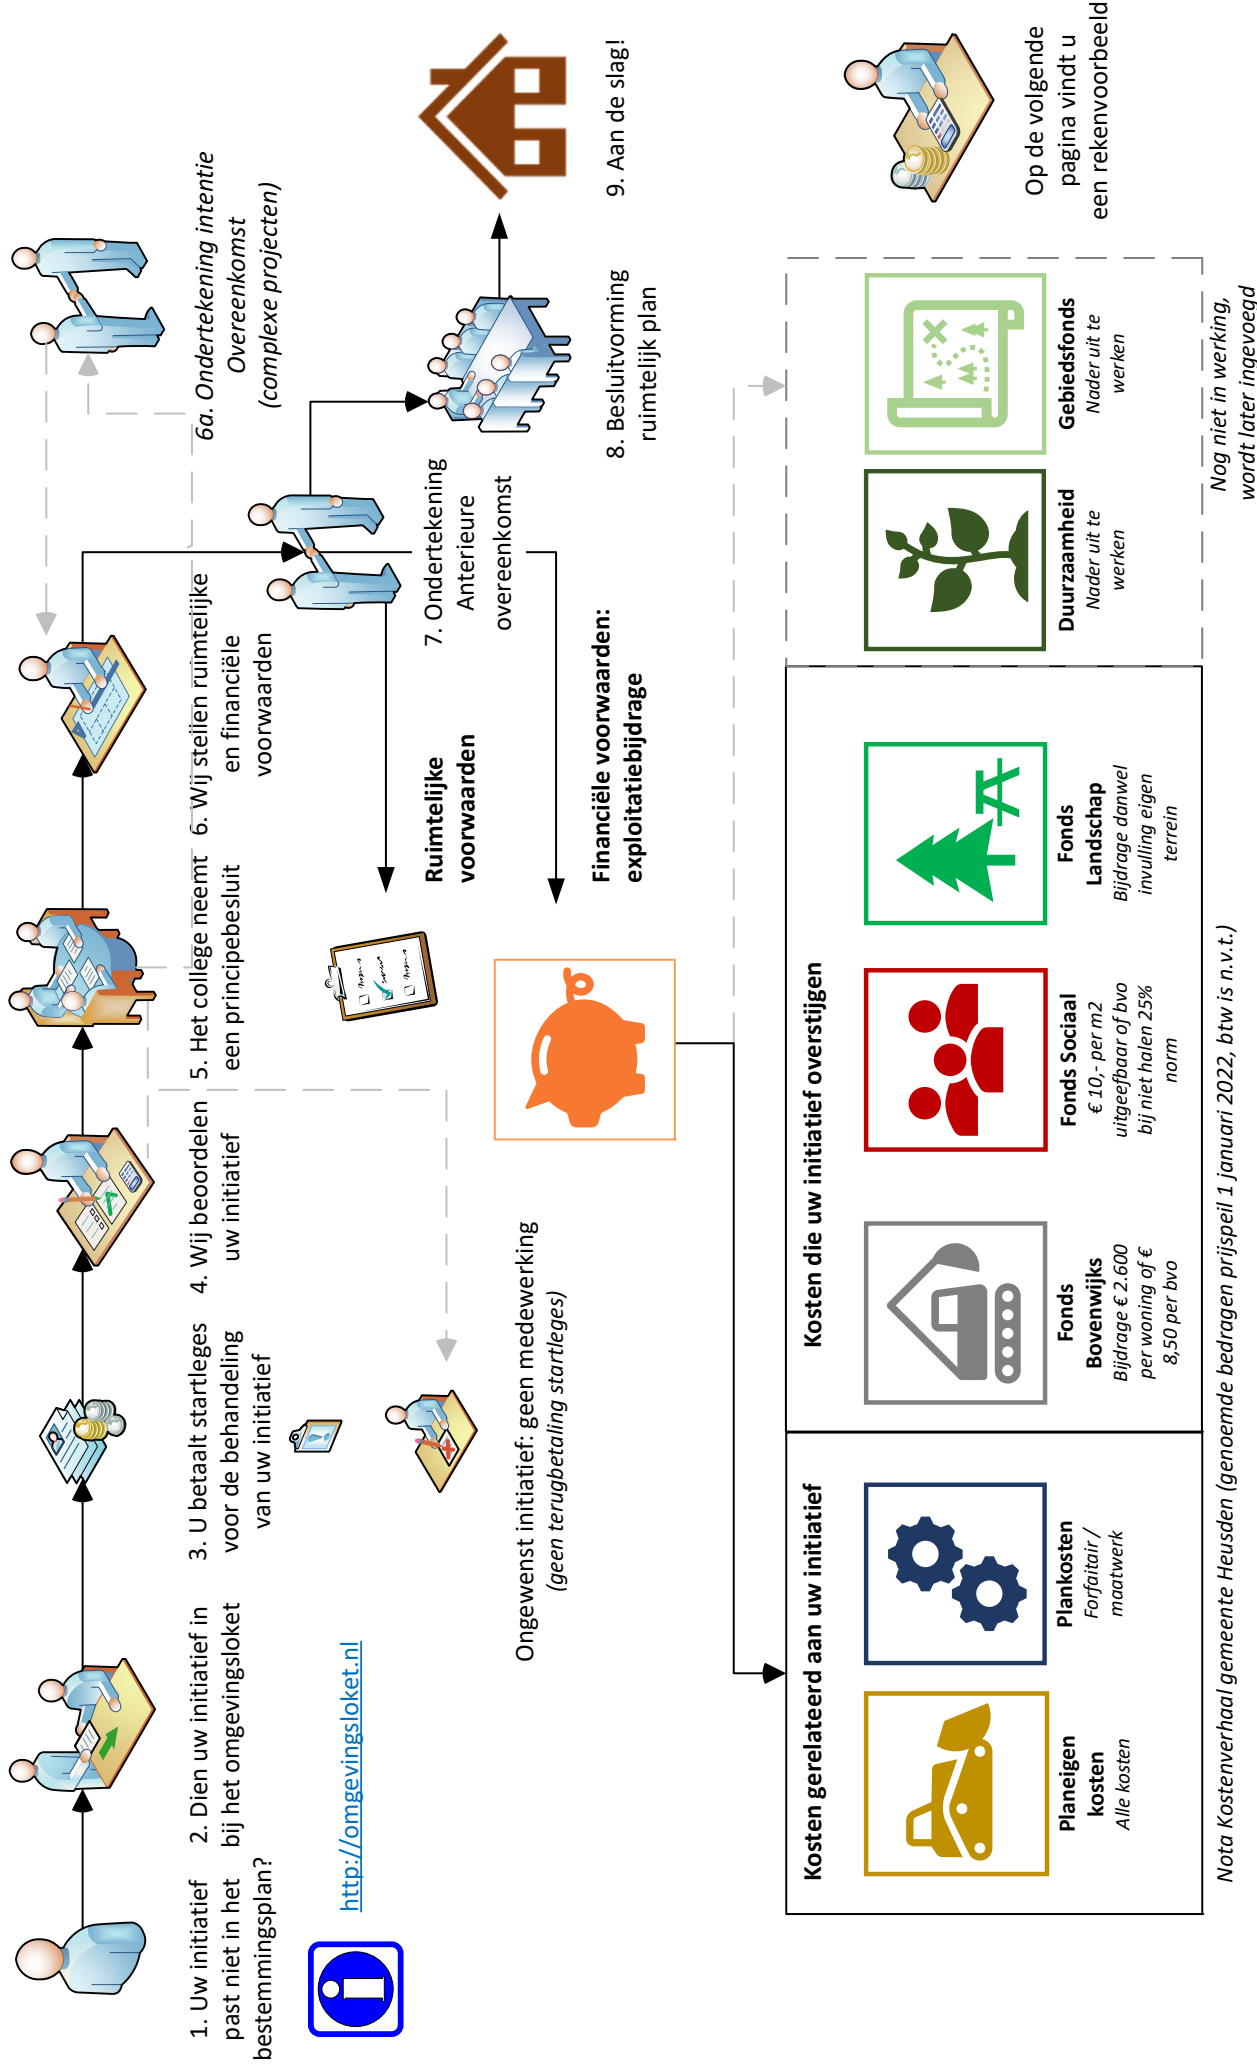 1. Uw initiatief
past niet in het
bestemmingsplan?
http://omgevingsloket.nl
2. Dien uw initiatief in
bij het omgevingsloket
3. U betaalt startleges
voor de behandeling
van uw initiatief
4. Wij beoordelen
uw initiatief
Ongewenst initiatief: geen medewerking
(geen terugbetaling startleges)
5. Het college neemt
een principebesluit
6. Wij stellen ruimtelijke
en financiële
voorwaarden
6a. Ondertekening intentie
Overeenkomst
(complexe projecten)
7. Ondertekening
Anterieure
overeenkomst
Ruimtelijke
voorwaarden
Financiële voorwaarden:
exploitatiebijdrage
8. Besluitvorming
ruimtelijk plan
9. Aan de slag!
Kosten gerelateerd aan uw initiatief
Planeigen
kosten
Alle kosten
Plankosten
Forfaitair /
maatwerk
Kosten die uw initiatief overstijgen
Fonds
Bovenwijks
Bijdrage € 2.600
per woning of €
8,50 per bvo
Fonds Sociaal
€ 10,- per m2
uitgeefbaar of bvo
bij niet halen 25%
norm
Fonds
Landschap
Bijdrage danwel
invulling eigen
terrein
Duurzaamheid
Nader uit te
werken
Gebiedsfonds
Nader uit te
werken
Nog niet in werking,
wordt later ingevoegd
Op de volgende
pagina vindt u
een rekenvoorbeeld
Nota Kostenverhaal gemeente Heusden (genoemde bedragen prijspeil 1 januari 2022, btw is n.v.t.)